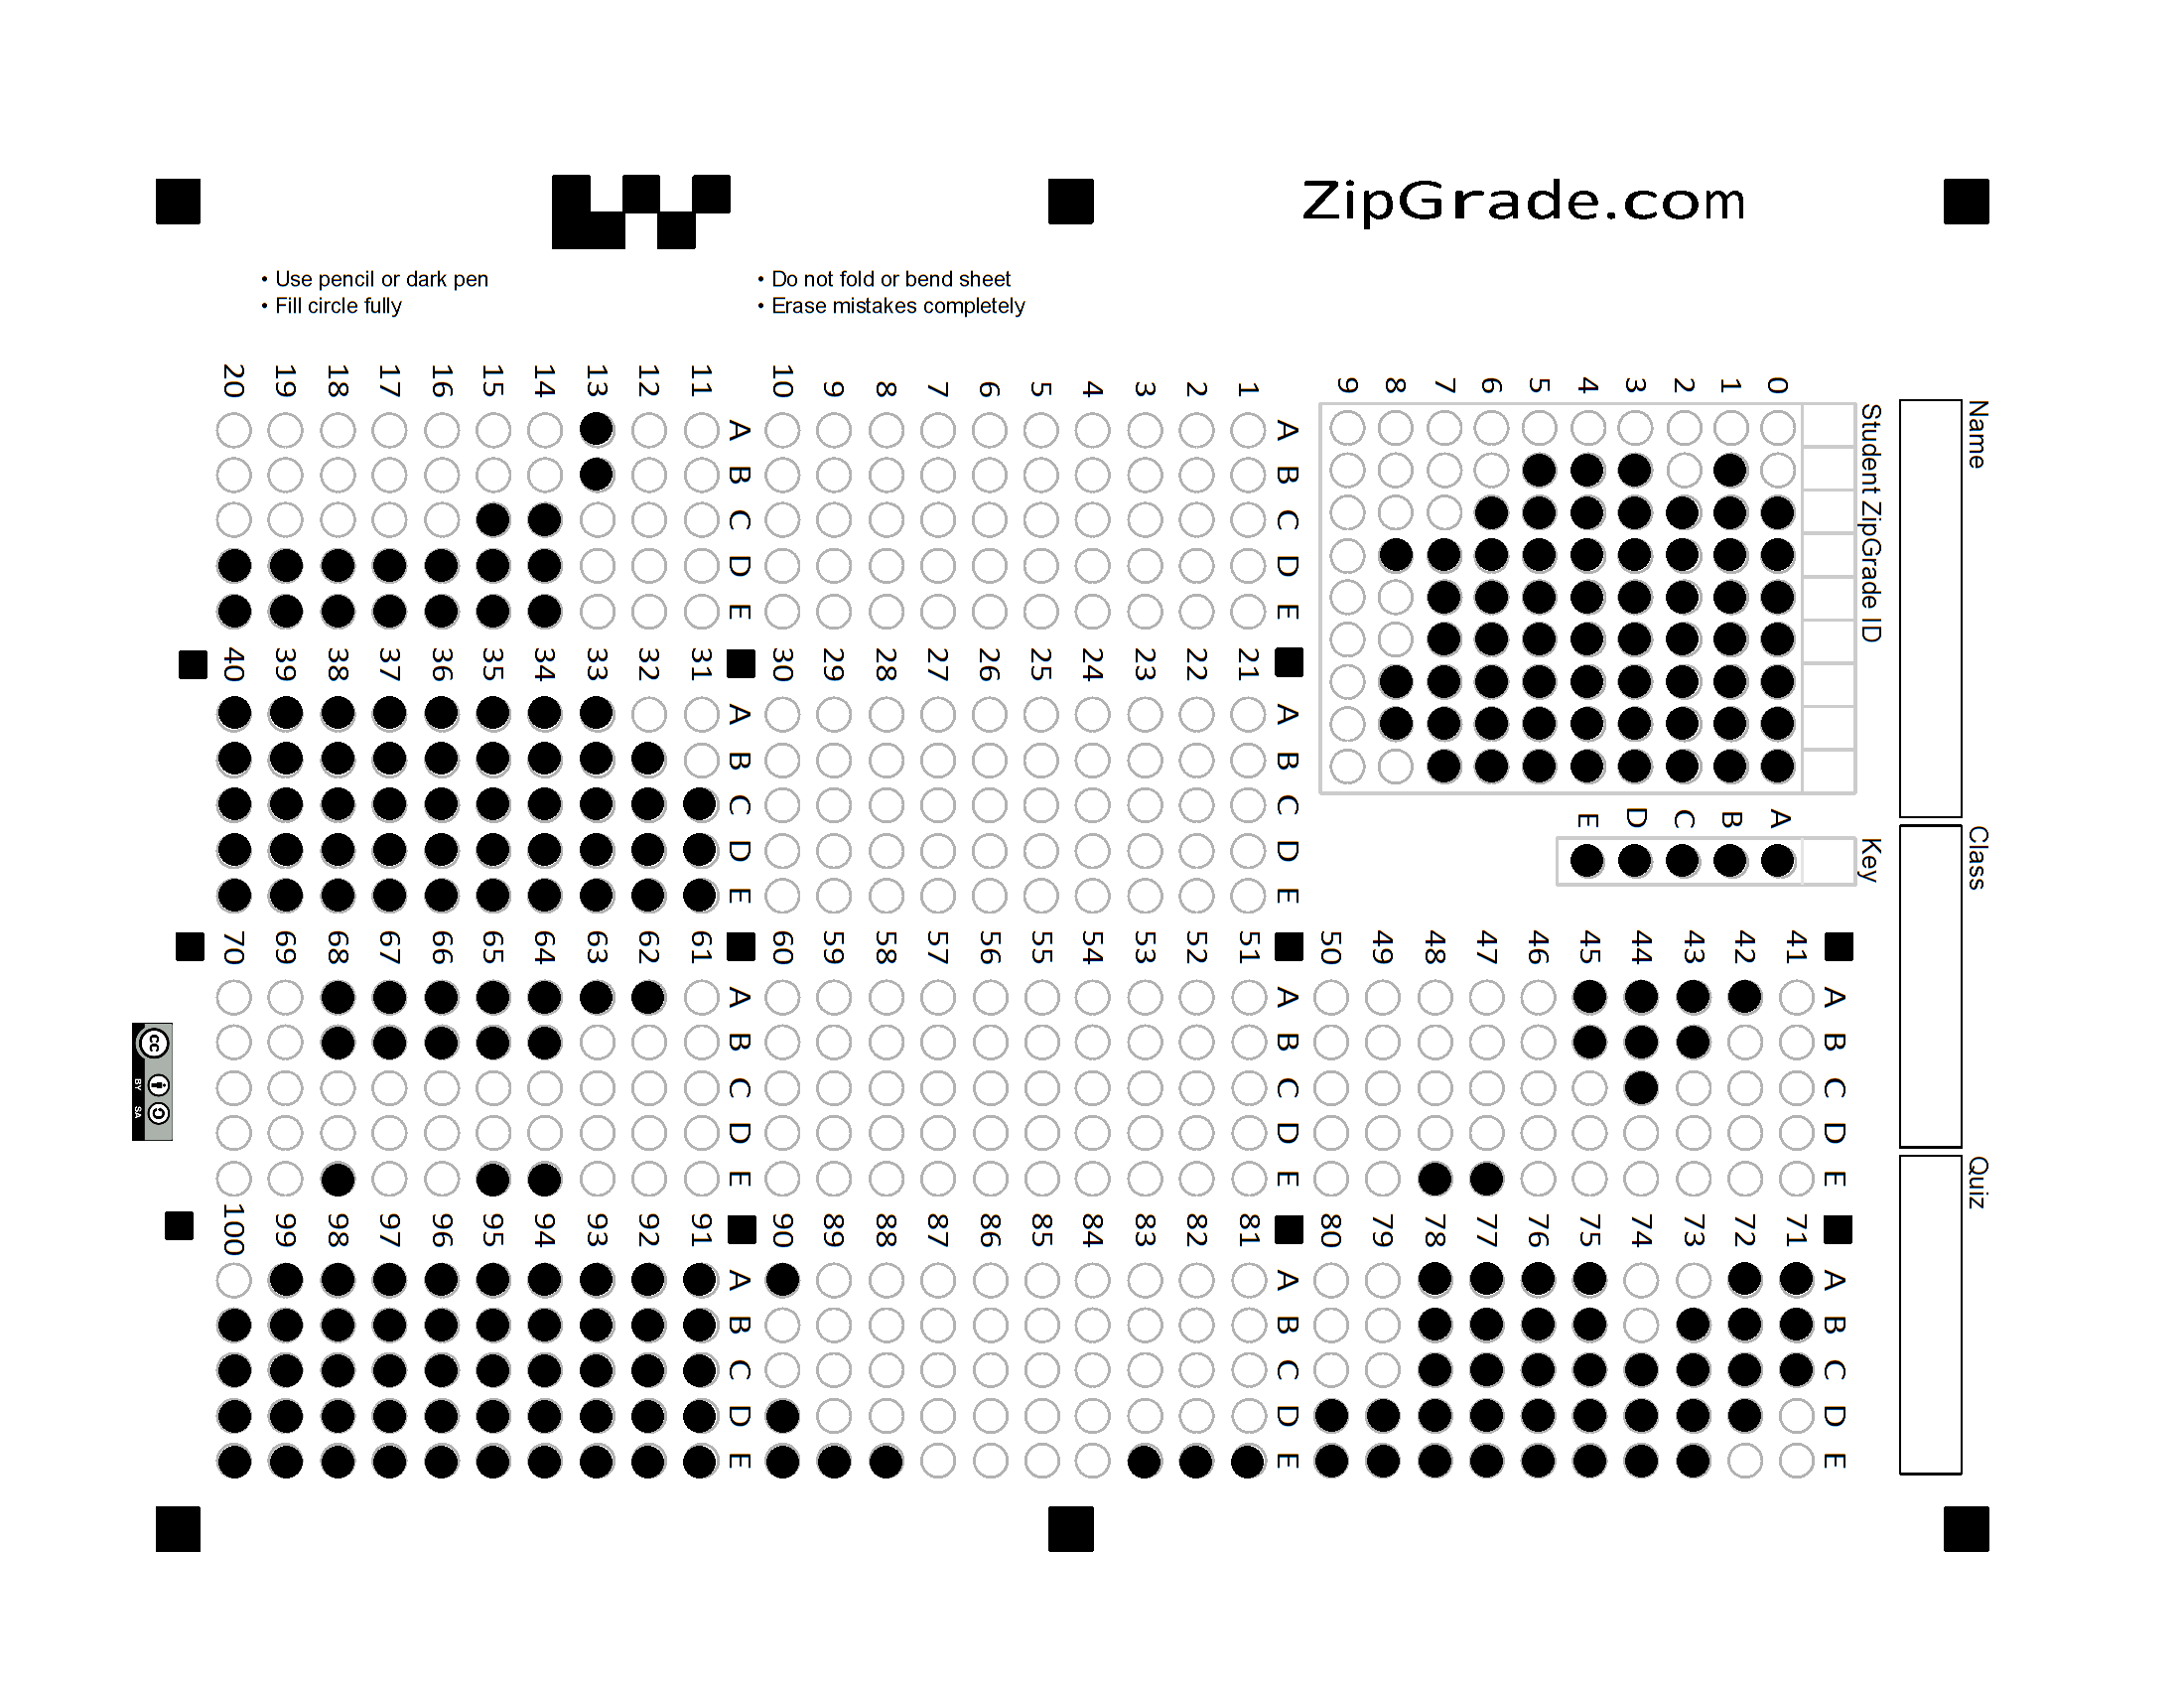 ZipGrade.com
• Use pencil or dark pen
• Fill circle fully
• Do not fold or bend sheet
• Erase mistakes completely
Name
Class
Quiz
Student ZipGrade ID
0 1 2 3 4 5 6 7 8 9
Key
A B C D E
1 2 3 4 5 6 7 8 9 10
A B C D E
11 12 13 14 15 16 17 18 19 20
A B C D E
21 22 23 24 25 26 27 28 29 30
A B C D E
31 32 33 34 35 36 37 38 39 40
A B C D E
41 42 43 44 45 46 47 48 49 50
A B C D E
51 52 53 54 55 56 57 58 59 60
A B C D E
61 62 63 64 65 66 67 68 69 70
A B C D E
71 72 73 74 75 76 77 78 79 80
A B C D E
81 82 83 84 85 86 87 88 89 90
A B C D E
91 92 93 94 95 96 97 98 99 100
A B C D E
cc
BY SA